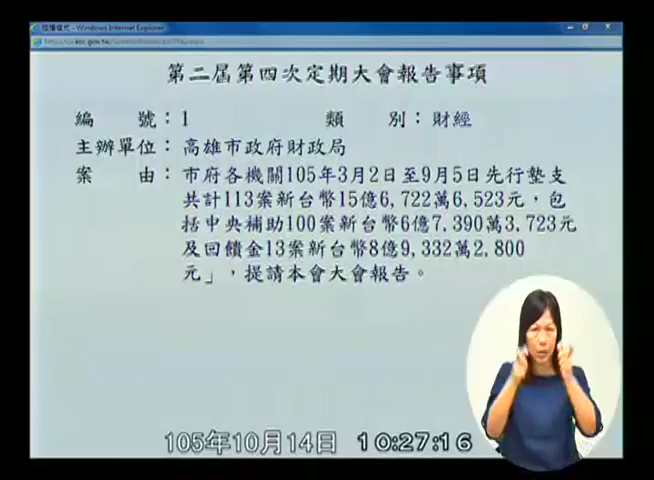 第二屆第四次定期大會報告事項
編　　號：1　　類　　別：財經
主辦單位：高雄市政府財政局
案　　由：市府各機關105年3月2日至9月5日先行墊支
共計113案新台幣15億6,722萬6,523元，包
括中央補助100案新台幣6億7,390萬3,723元
及回饋金13案新台幣8億9,332萬2,800
元」，提請本會大會報告。
105年10月14日 10:27:16